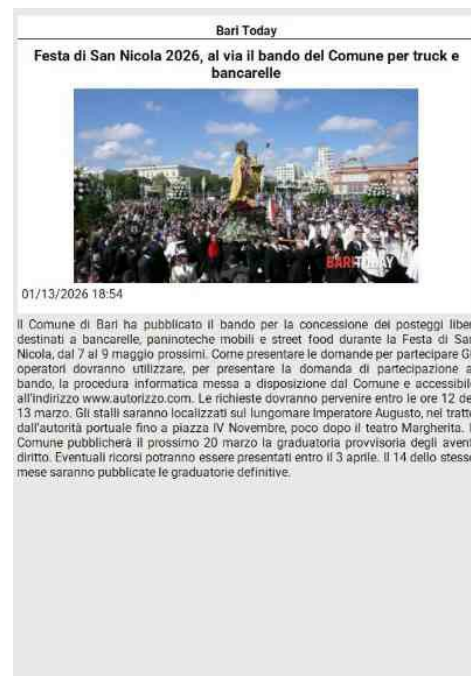 Bari Today
Festa di San Nicola 2026, al via il bando del Comune per truck e
bancarelle
BARITODAY
01/13/2026 18:54
Il Comune di Bari ha pubblicato il bando per la concessione dei posteggi liberi
destinati a bancarelle, paninoteche mobili e street food durante la Festa di San
Nicola, dal 7 al 9 maggio prossimi. Come presentare le domande per partecipare Gli
operatori dovranno utilizzare, per presentare la domanda di partecipazione al
bando, la procedura informatica messa a disposizione dal Comune e accessibile
all'indirizzo www.autorizzo.com. Le richieste dovranno pervenire entro le ore 12 del
13 marzo. Gli stalli saranno localizzati sul lungomare Imperatore Augusto, nel tratto
dall'autorità portuale fino a piazza IV Novembre, poco dopo il teatro Margherita. Il
Comune pubblicherà il prossimo 20 marzo la graduatoria provvisoria degli aventi
diritto. Eventuali ricorsi potranno essere presentati entro il 3 aprile. Il 14 dello stesso
mese saranno pubblicate le graduatorie definitive.